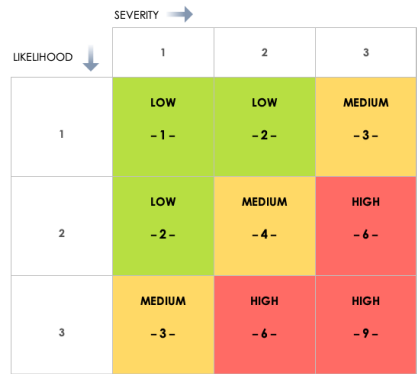 SEVERITY
LIKELIHOOD
1 2 3
LOW LOW MEDIUM
1 – 1 – – 2 – – 3 –
LOW MEDIUM HIGH
2 – 2 – – 4 – – 6 –
MEDIUM HIGH HIGH
3 – 3 – – 6 – – 9 –